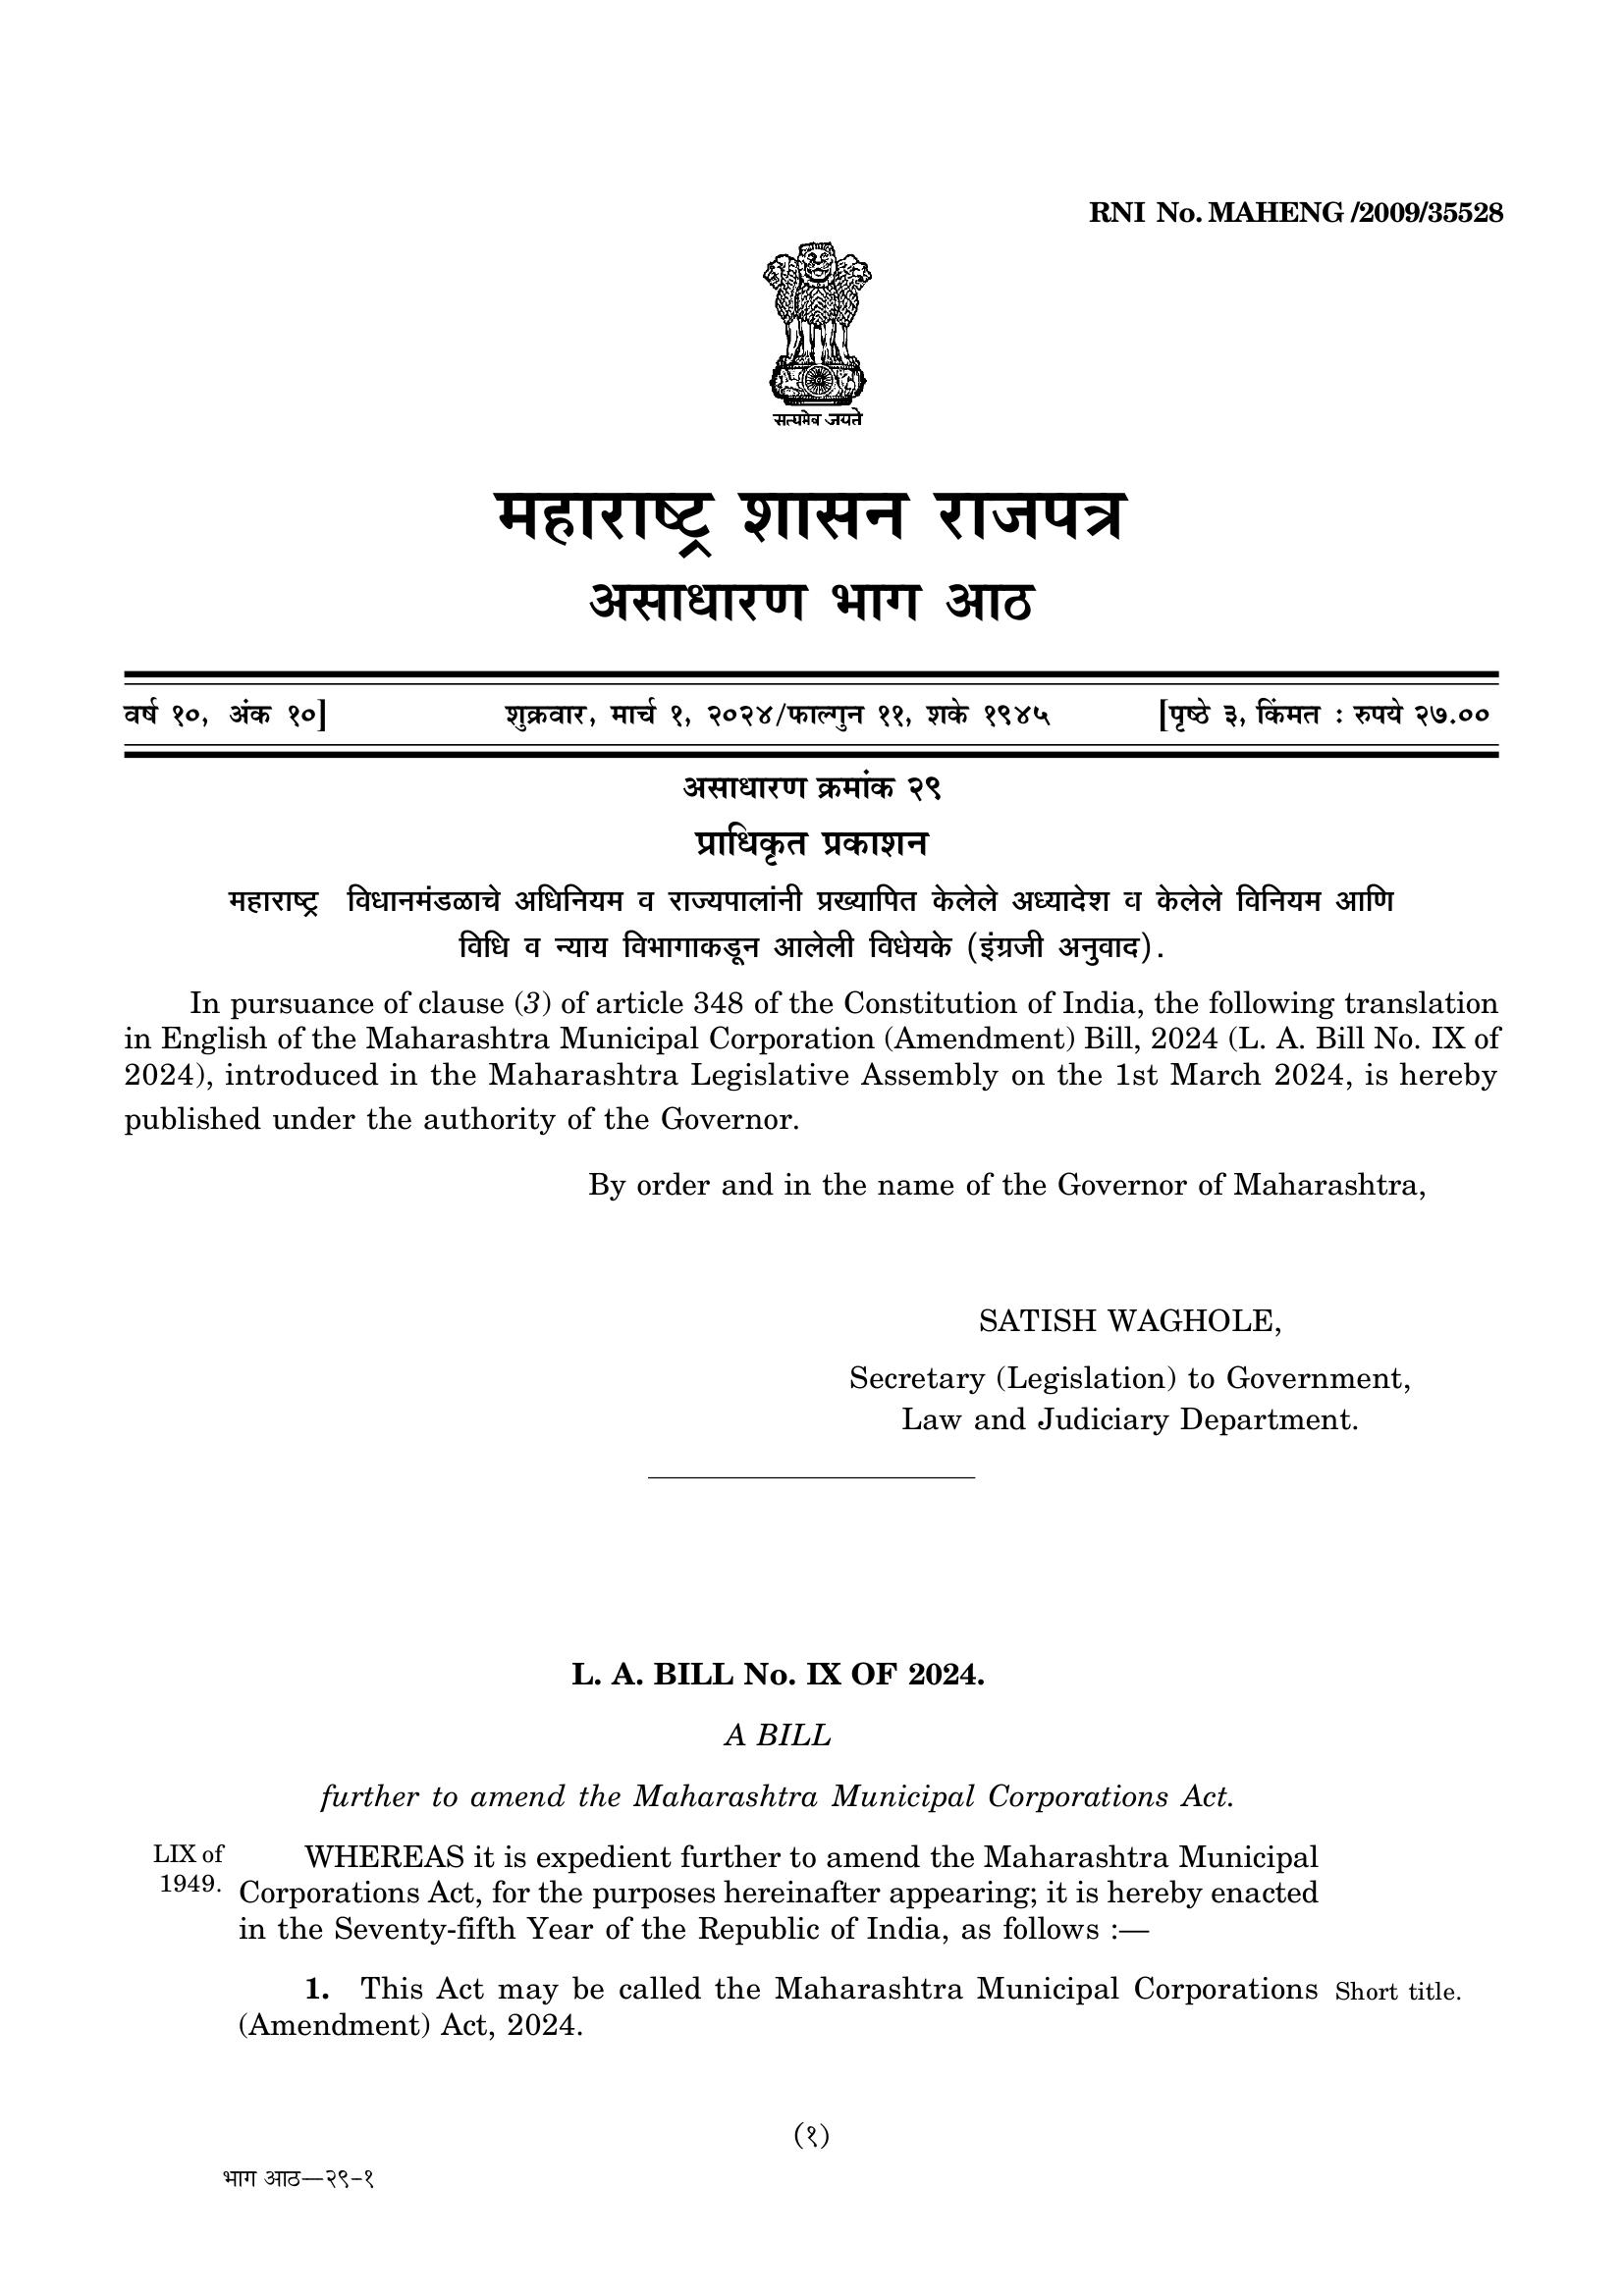 RNI No. MAHENG /2009/35528
सत्यमेव जयते
महाराष्ट्र शासन राजपत्र
असाधारण भाग आठ
वर्ष १०, अंक १०] शुक्रवार, मार्च १, २०२४/फाल्गुन ११, शके १९४५ [पृष्ठे ३, किंमत : रुपये २७.००
असाधारण क्रमांक २९
प्राधिकृत प्रकाशन
महाराष्ट्र विधानमंडळाचे अधिनियम व राज्यपालांनी प्रख्यापित केलेले अध्यादेश व केलेले विनियम आणि
विधि व न्याय विभागाकडून आलेली विधेयके (इंग्रजी अनुवाद).
In pursuance of clause (3) of article 348 of the Constitution of India, the following translation
in English of the Maharashtra Municipal Corporation (Amendment) Bill, 2024 (L. A. Bill No. IX of
2024), introduced in the Maharashtra Legislative Assembly on the 1st March 2024, is hereby
published under the authority of the Governor.
By order and in the name of the Governor of Maharashtra,
SATISH WAGHOLE,
Secretary (Legislation) to Government,
Law and Judiciary Department.
L. A. BILL No. IX OF 2024.
A BILL
further to amend the Maharashtra Municipal Corporations Act.
LIX of
1949.
WHEREAS it is expedient further to amend the Maharashtra Municipal
Corporations Act, for the purposes hereinafter appearing; it is hereby enacted
in the Seventy-fifth Year of the Republic of India, as follows :—
1. This Act may be called the Maharashtra Municipal Corporations Short title.
(Amendment) Act, 2024.
(१)
भाग आठ—२९-१